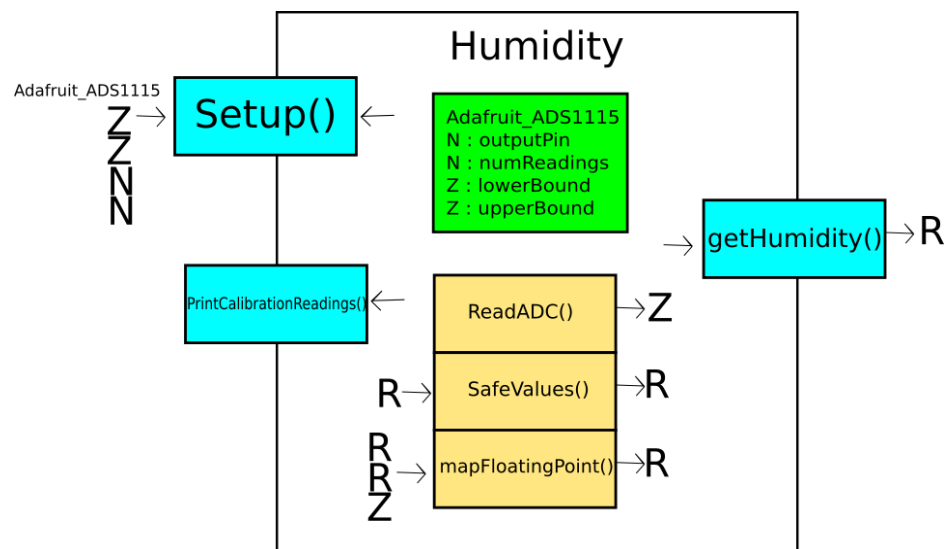 Humidity
Adafruit_ADS1115
Z
Z
N
N
Setup()
Adafruit_ADS1115
N : outputPin
N : numReadings
Z : lowerBound
Z : upperBound
getHumidity()
R
PrintCalibrationReadings()
ReadADC()
Z
R
SafeValues()
R
R
R
Z
mapFloatingPoint()
R